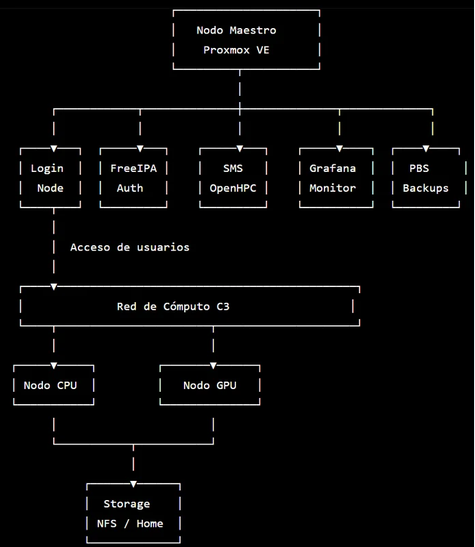 Nodo Maestro
Proxmox VE
Login FreeIPA SMS Grafana PBS
Node Auth OpenHPC Monitor Backups
Acceso de usuarios
Red de Cómputo C3
Nodo CPU Nodo GPU
Storage
NFS / Home